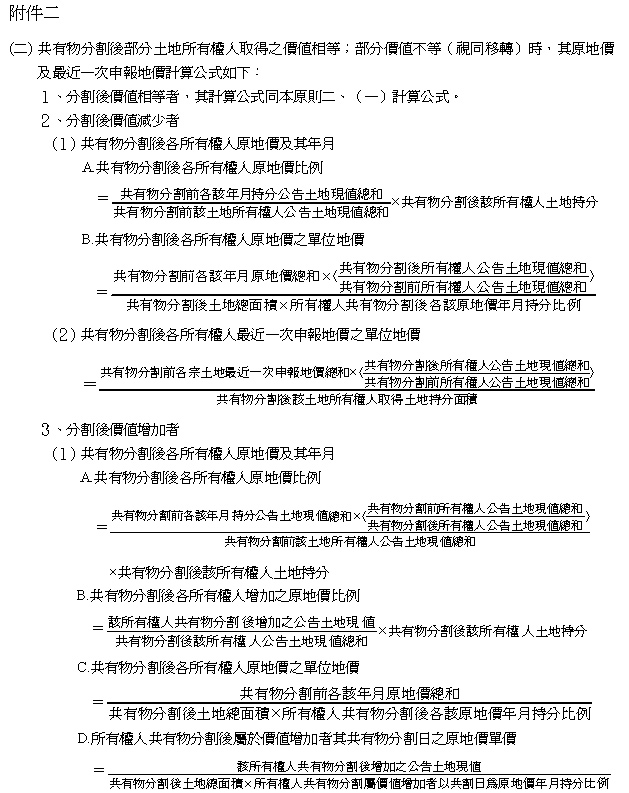 附件二
(二) 共有物分割後部分土地所有權人取得之價值相等；部分價值不等（視同移轉）時，其原地價
及最近一次申報地價計算公式如下：
１、分割後價值相等者，其計算公式同本原則二、（一）計算公式。
２、分割後價值減少者
(１) 共有物分割後各所有權人原地價及其年月
A.共有物分割後各所有權人原地價比例
＝
共有物分割前各該年月持分公告土地現值總和
共有物分割前該土地所有權人公告土地現值總和
×共有物分割後該所有權人土地持分
B.共有物分割後各所有權人原地價之單位地價
＝
共有物分割前各該年月原地價總和×〈
共有物分割後所有權人公告土地現值總和
共有物分割前所有權人公告土地現值總和
〉
共有物分割後土地總面積×所有權人共有物分割後各該原地價年月持分比例
(２) 共有物分割後各所有權人最近一次申報地價之單位地價
＝
共有物分割前各宗土地最近一次申報地價總和×〈
共有物分割後所有權人公告土地現值總和
共有物分割前所有權人公告土地現值總和
〉
共有物分割後該土地所有權人取得土地持分面積
３、分割後價值增加者
(１) 共有物分割後各所有權人原地價及其年月
A.共有物分割後各所有權人原地價比例
＝
共有物分割前各該年月持分公告土地現值總和×〈
共有物分割前所有權人公告土地現值總和
共有物分割後所有權人公告土地現值總和
〉
共有物分割前該土地所有權人公告土地現值總和
×共有物分割後該所有權人土地持分
B.共有物分割後各所有權人增加之原地價比例
＝
該所有權人共有物分割後增加之公告土地現值
共有物分割後該所有權人公告土地現值總和
×共有物分割後該所有權人土地持分
C.共有物分割後各所有權人原地價之單位地價
＝
共有物分割前各該年月原地價總和
共有物分割後土地總面積×所有權人共有物分割後各該原地價年月持分比例
D.所有權人共有物分割後屬於價值增加者其共有物分割日之原地價單價
＝
該所有權人共有物分割後增加之公告土地現值
共有物分割後土地總面積×所有權人共有物分割屬價值增加者以共割日為原地價年月持分比例